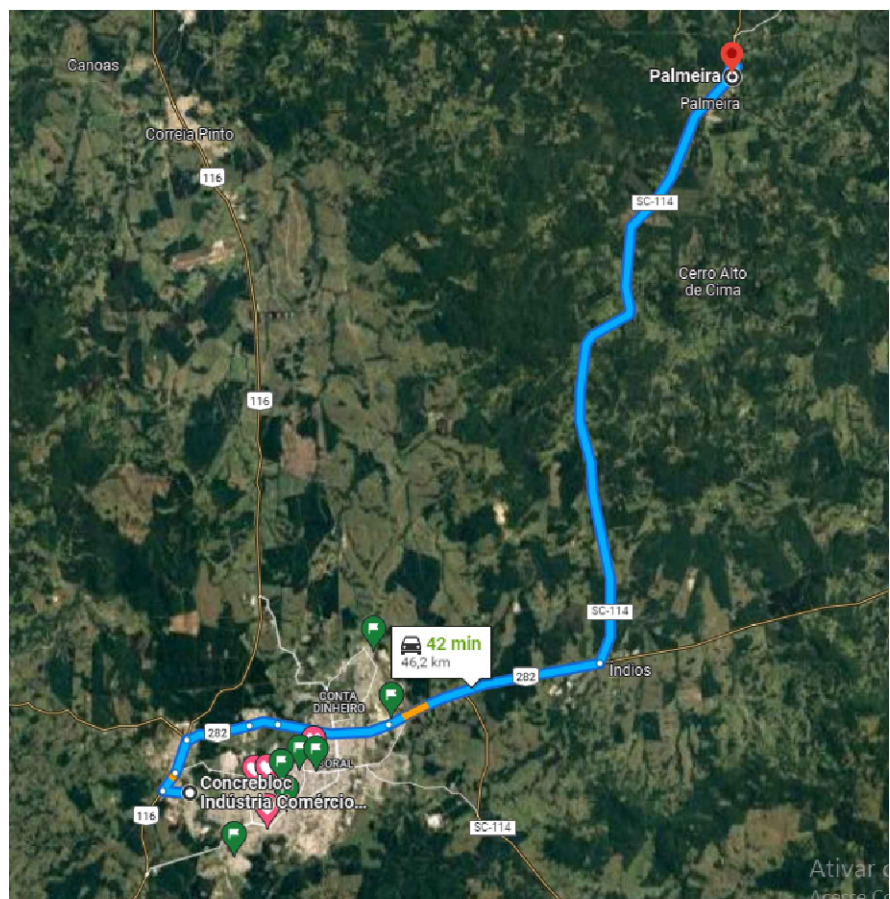 Canoas
Palmeira
Palmeira
Correia Pinto
116
SC-114
Cerro Alto
de Cima
116
SC-114
42 min
46,2 km
Indios
282
CONTA
DINHEIRO
282
CORAL
Concrebloc
Indústria Comércio...
116
SC-114
Ativar